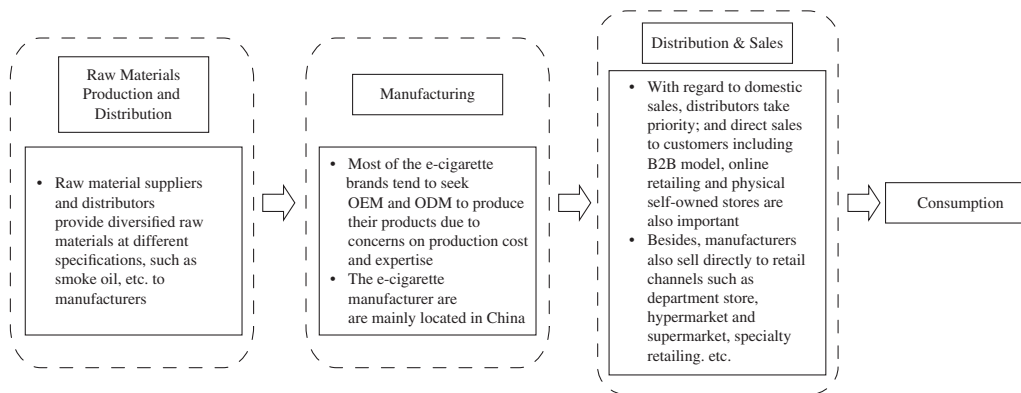 Raw Materials
Production and
Distribution
• Raw material suppliers
and distributors
provide diversified raw
materials at different
specifications, such as
smoke oil, etc. to
manufacturers
Manufacturing
• Most of the e-cigarette
brands tend to seek
OEM and ODM to produce
their products due to
concerns on production cost
and expertise
• The e-cigarette
manufacturer are
are mainly located in China
Distribution & Sales
• With regard to domestic
sales, distributors take
priority; and direct sales
to customers including
B2B model, online
retailing and physical
self-owned stores are
also important
• Besides, manufacturers
also sell directly to retail
channels such as
department store,
hypermarket and
supermarket, specialty
retailing. etc.
Consumption